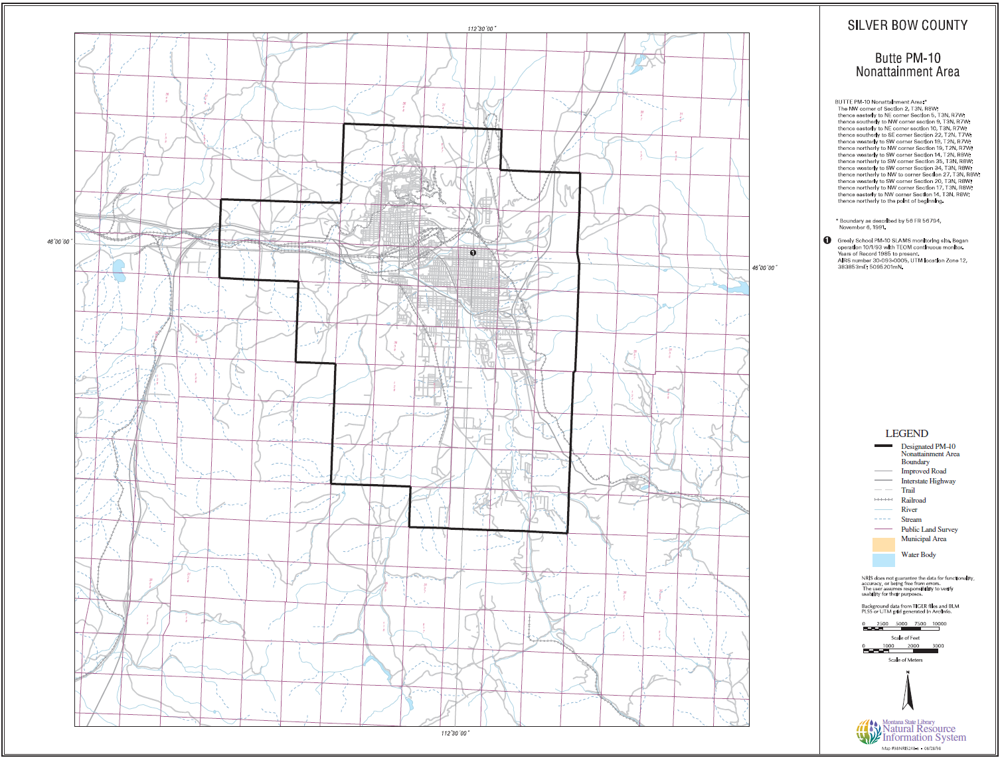 SILVER BOW COUNTY
Butte PM-10
Nonattainment Area
BUTTE PM-10 Nonattainment Area:*
The NW corner of Section 2, T3N, R8W;
thence easterly to NE corner Section 5, T3N, R7W;
thence southerly to NW corner section 9, T3N, R7W;
thence easterly to NE corner section 10, T3N, R7W;
thence southerly to SE corner Section 22, T2N, T7W;
thence westerly to SW corner Section 19, T2N, R7W;
thence northerly to NW corner Section 19, T2N, R7W;
thence westerly to SW corner Section 14, T2N, R8W;
thence northerly to SW corner Section 35, T3N, R8W;
thence westerly to SW corner Section 34, T3N, R8W;
thence northerly to NW to corner Section 27, T3N, R8W;
thence westerly to SW corner Section 20, T3N, R8W;
thence northerly to NW corner Section 17, T3N, R8W;
thence easterly to NW corner Section 14, T3N, R8W;
thence northerly to the point of beginning.
* Boundary as described by 56 FR 56794,
November 6, 1991.
1 Greely School PM-10 SLAMS monitoring site. Began
operation 10/1/93 with TEOM continuous monitor.
Years of Record 1985 to present.
AIRS number 30-093-0005, UTM location Zone 12,
383853mE; 5095201mN.
112°30'00"
46°00'00"
46°00'00"
1
112°30'00"
LEGEND
Designated PM-10
Nonattainment Area
Boundary
Improved Road
Interstate Highway
Trail
Railroad
River
Stream
Public Land Survey
Municipal Area
Water Body
NRIS does not guarantee the data for functionality,
accuracy, or being free from errors.
The user assumes responsibility to verify
usability for their purposes.
Background data from TIGER files and BLM
PLSS or UTM grid generated in Arc/Info.
0 2500 5000 7500 10000
Scale of Feet
0 1000 2000 3000
Scale of Meters
N
Montana State Library
Natural Resource
Information System
Map #98NRIS248-e • 08/28/98